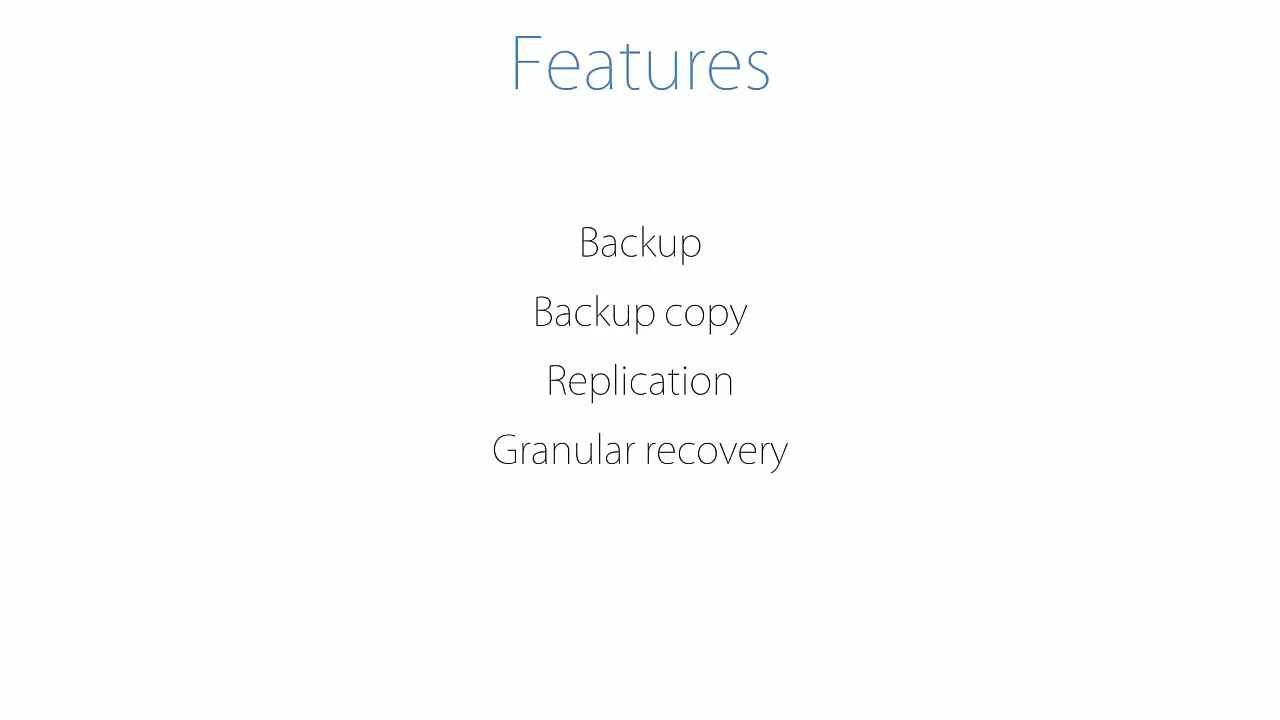 Features
Backup
Backup copy
Replication
Granular recovery